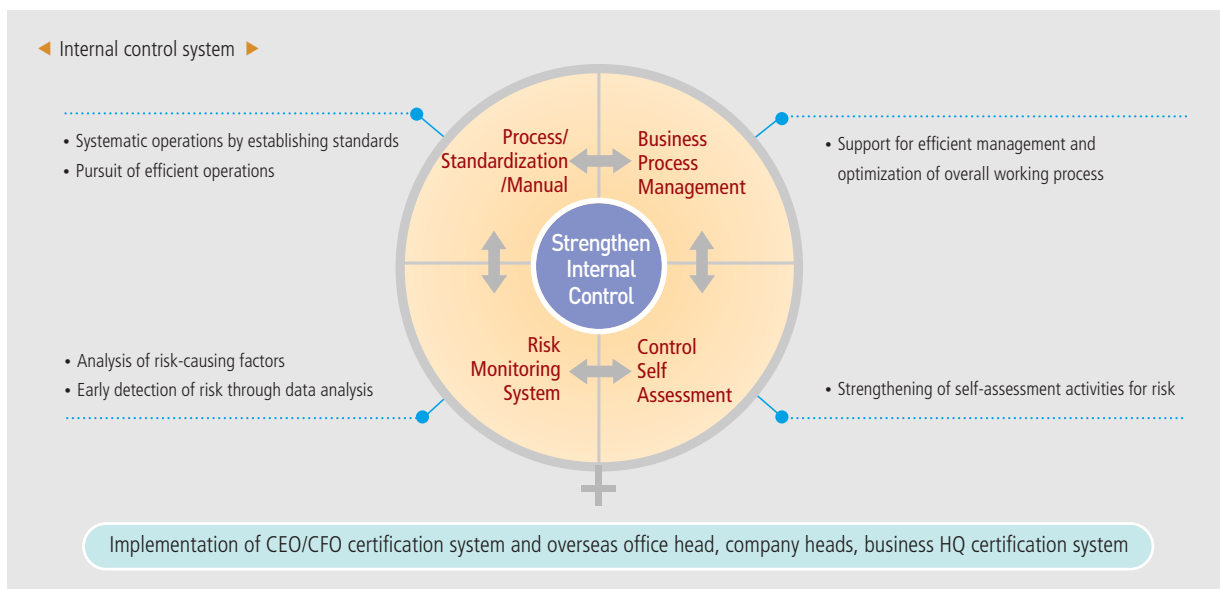 Internal control system
• Systematic operations by establishing standards
• Pursuit of efficient operations
Process/
Standardization
/Manual
Business
Process
Management
• Support for efficient management and
optimization of overall working process
Strengthen
Internal
Control
• Analysis of risk-causing factors
• Early detection of risk through data analysis
Risk
Monitoring
System
Control
Self
Assessment
• Strengthening of self-assessment activities for risk
Implementation of CEO/CFO certification system and overseas office head, company heads, business HQ certification system